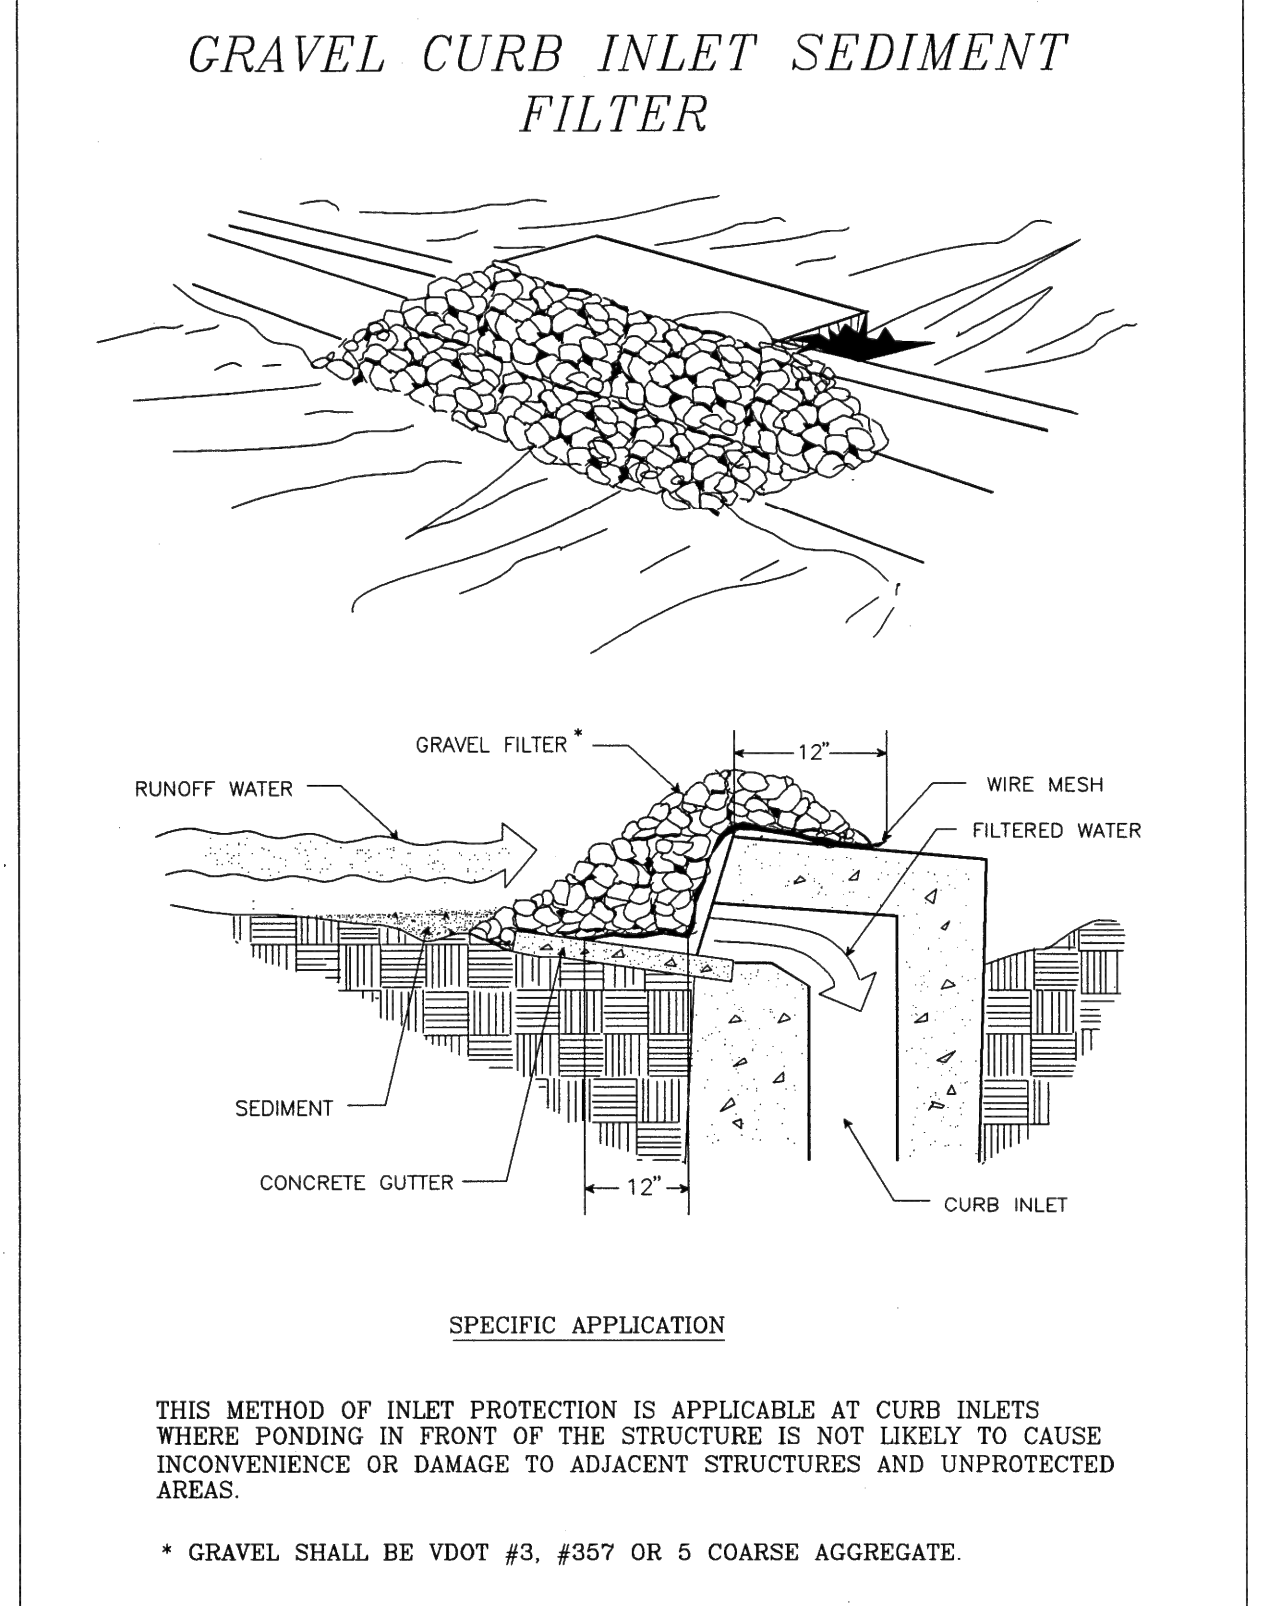 GRAVEL CURB INLET SEDIMENT
FILTER
GRAVEL FILTER*
12"
RUNOFF WATER
WIRE MESH
FILTERED WATER
SEDIMENT
CONCRETE GUTTER
12"
CURB INLET
SPECIFIC APPLICATION
THIS METHOD OF INLET PROTECTION IS APPLICABLE AT CURB INLETS
WHERE PONDING IN FRONT OF THE STRUCTURE IS NOT LIKELY TO CAUSE
INCONVENIENCE OR DAMAGE TO ADJACENT STRUCTURES AND UNPROTECTED
AREAS.
* GRAVEL SHALL BE VDOT #3, #357 OR 5 COARSE AGGREGATE.